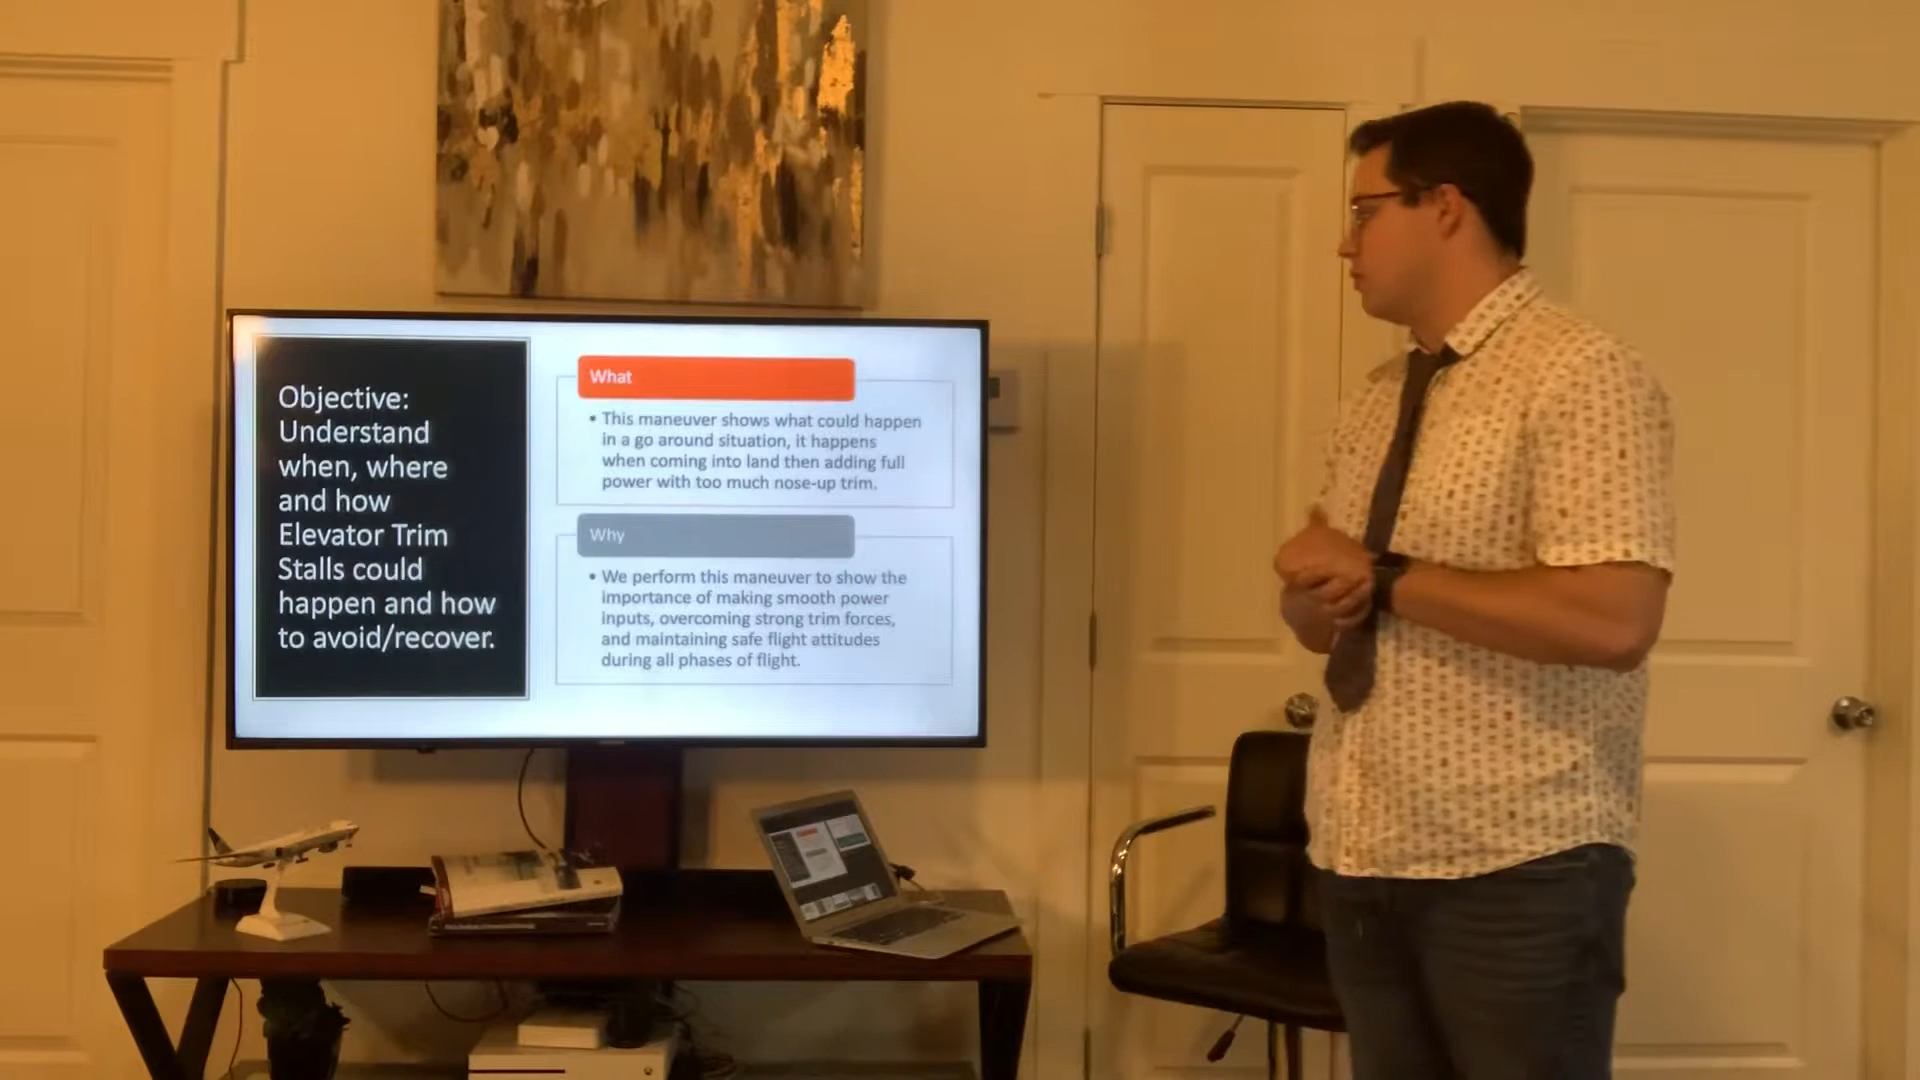 Objective:
Understand
when, where
and how
Elevator Trim
Stalls could
happen and how
to avoid/recover.
What
• This maneuver shows what could happen
in a go around situation, it happens
when coming into land then adding full
power with too much nose-up trim.
Why
• We perform this maneuver to show the
importance of making smooth power
inputs, overcoming strong trim forces,
and maintaining safe flight attitudes
during all phases of flight.